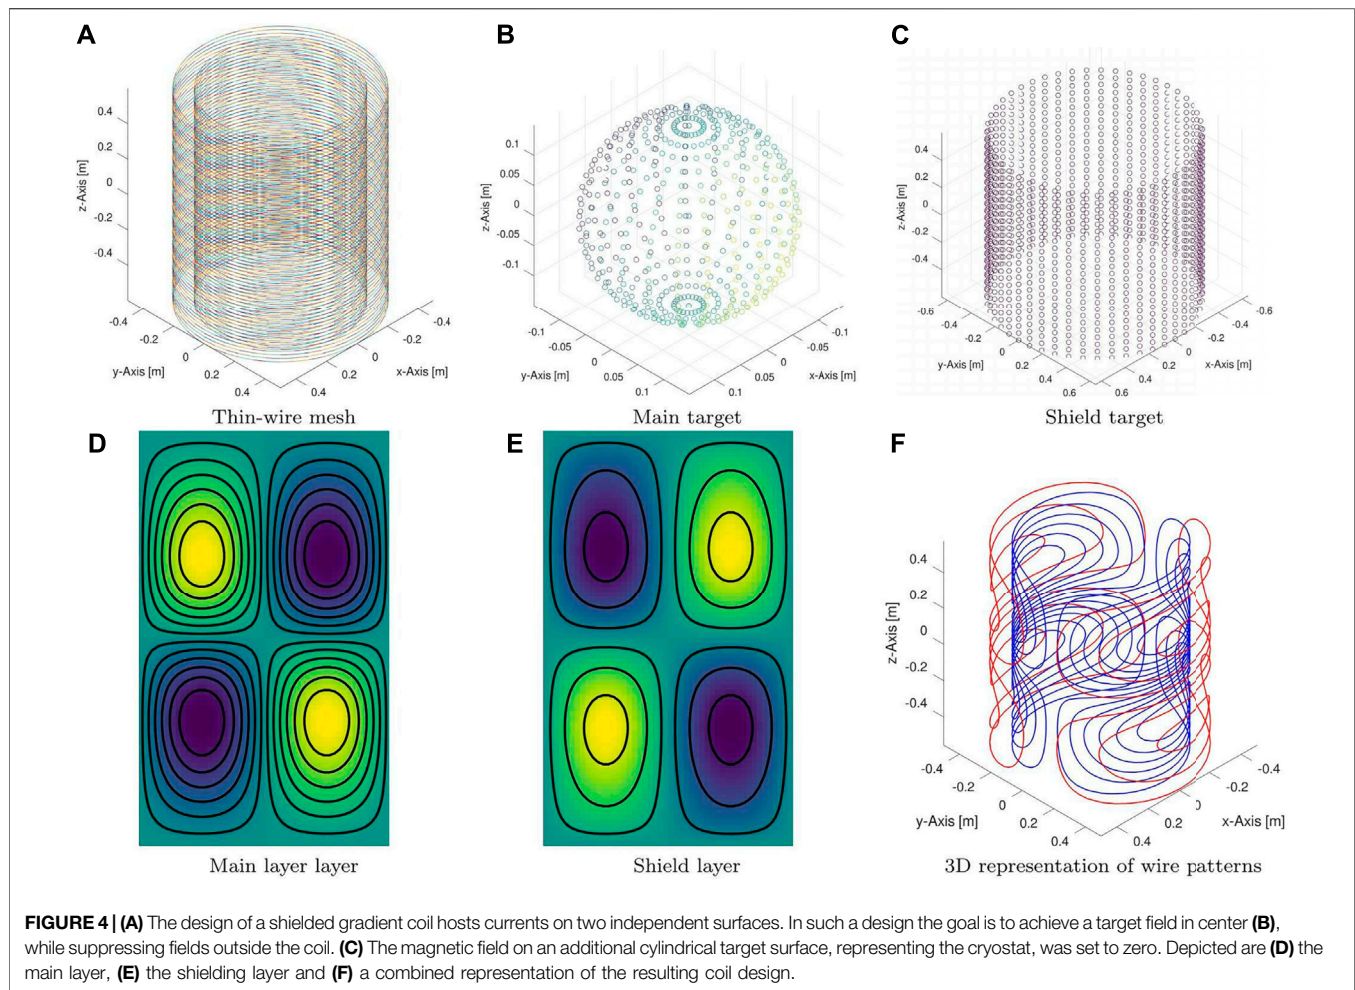 A
B
C
0.4
0.2
0
-0.2
-0.4
z-Axis [m]
-0.4
-0.2
0
0.2
0.4
y-Axis [m]
-0.4
-0.2
0
0.2
0.4
x-Axis [m]
Thin-wire mesh
0.1
0.05
0
-0.05
-0.1
z-Axis [m]
-0.1
-0.05
0
0.05
0.1
y-Axis [m]
-0.1
-0.05
0
0.05
0.1
x-Axis [m]
Main target
0.4
0.2
0
-0.2
-0.4
z-Axis [m]
-0.6
-0.4
-0.2
0
0.2
0.4
0.6
y-Axis [m]
-0.6
-0.4
-0.2
0
0.2
0.4
0.6
x-Axis [m]
Shield target
D
E
F
Main layer layer
Shield layer
0.4
0.2
0
-0.2
-0.4
z-Axis [m]
-0.4
-0.2
0
0.2
0.4
y-Axis [m]
-0.4
-0.2
0
0.2
0.4
x-Axis [m]
3D representation of wire patterns
FIGURE 4 | (A) The design of a shielded gradient coil hosts currents on two independent surfaces. In such a design the goal is to achieve a target field in center (B),
while suppressing fields outside the coil. (C) The magnetic field on an additional cylindrical target surface, representing the cryostat, was set to zero. Depicted are (D) the
main layer, (E) the shielding layer and (F) a combined representation of the resulting coil design.